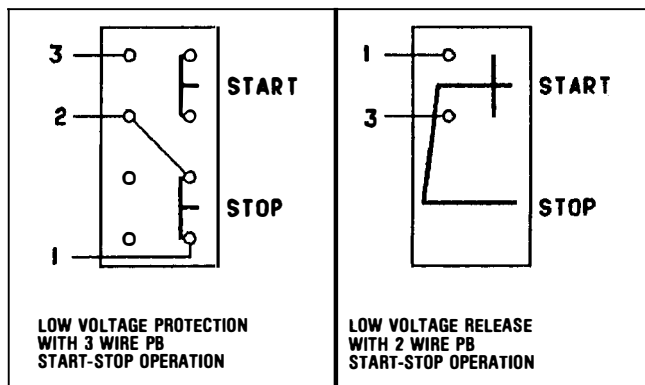 3
START
2
STOP
1
LOW VOLTAGE PROTECTION
WITH 3 WIRE PB
START-STOP OPERATION
1
START
3
STOP
LOW VOLTAGE RELEASE
WITH 2 WIRE PB
START-STOP OPERATION